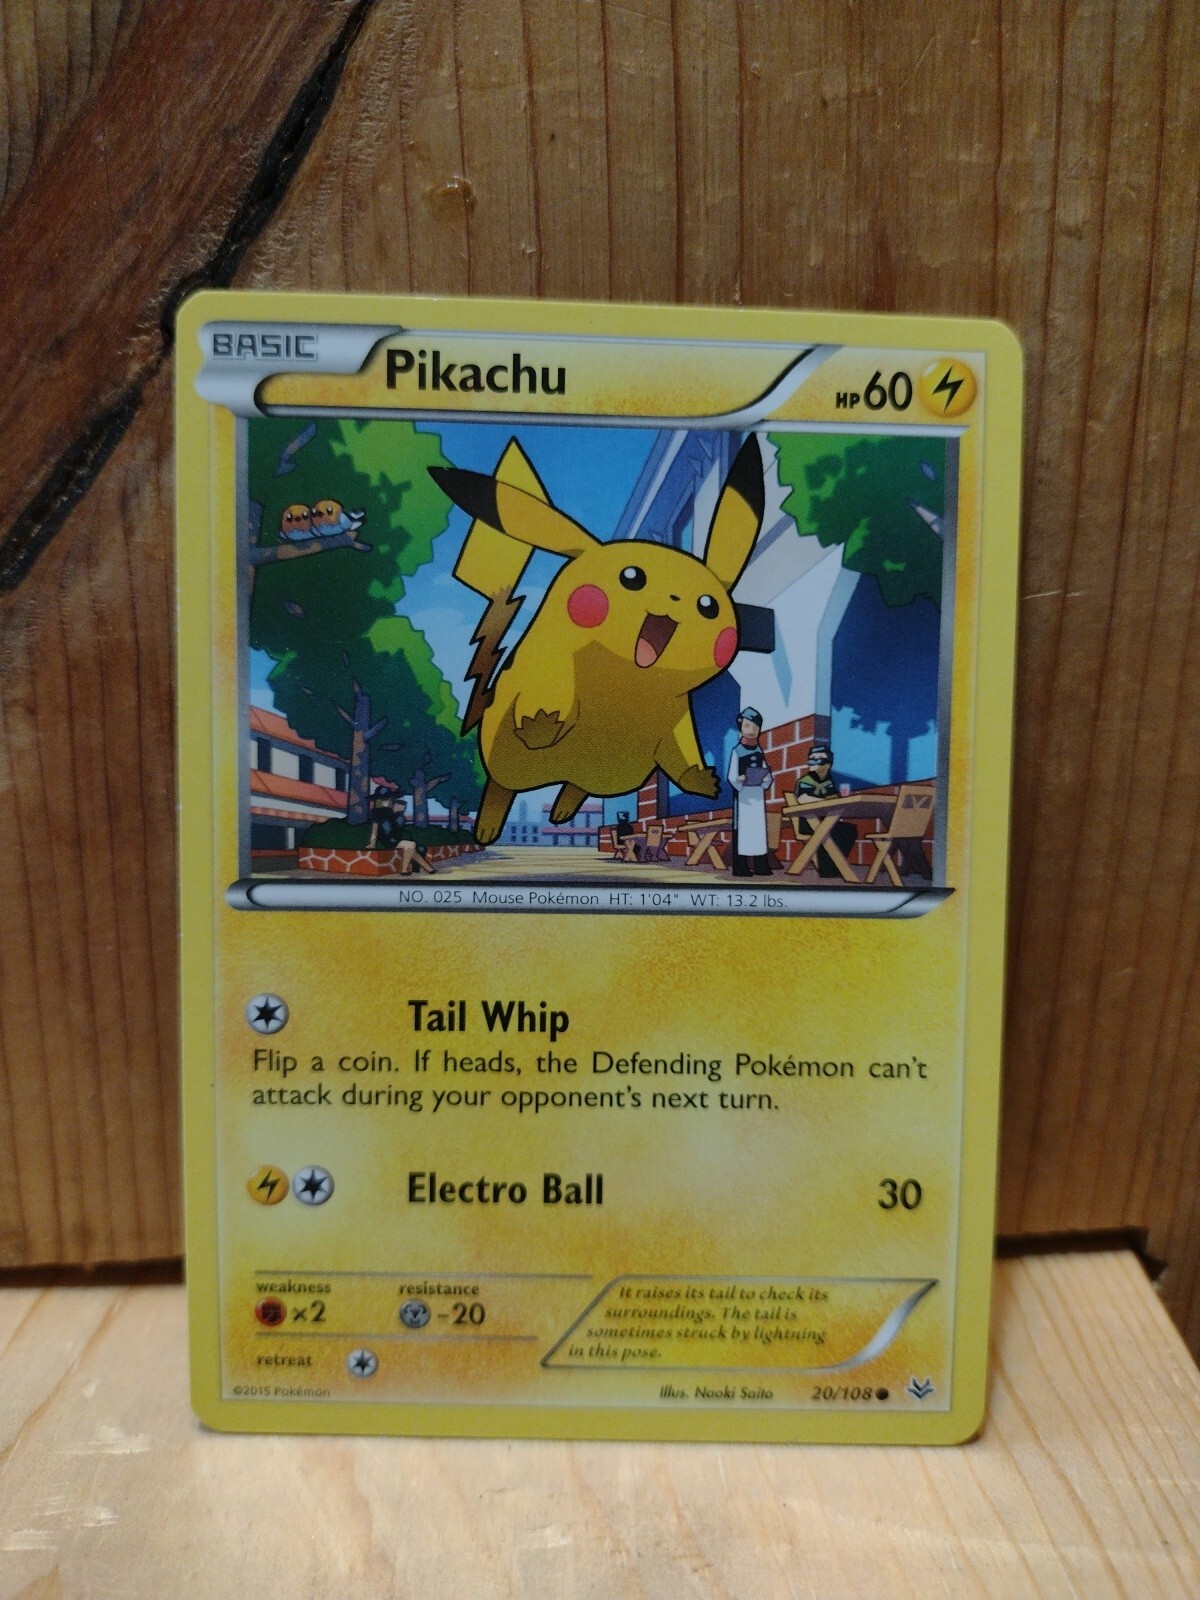 BASIC
Pikachu
HP60
NO. 025 Mouse Pokémon HT: 1'04" WT: 13.2 lbs.
Tail Whip
Flip a coin. If heads, the Defending Pokémon can't
attack during your opponent's next turn.
Electro Ball 30
weakness resistance
×2 -20
retreat
It raises its tail to check its
surroundings. The tail is
sometimes struck by lightning
in this pose.
©2015 Pokémon Illus. Naoki Saito 20/108